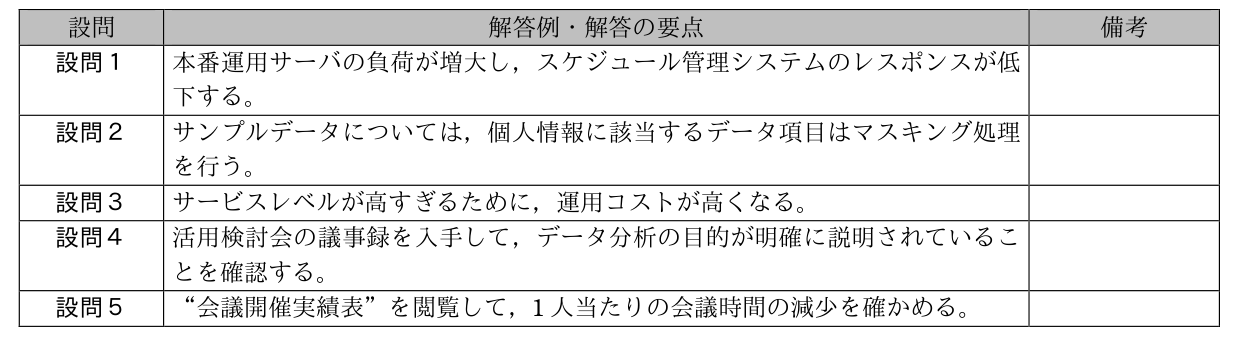 設問 解答例・解答の要点 備考
設問1 本番運用サーバの負荷が増大し，スケジュール管理システムのレスポンスが低
下する。
設問2 サンプルデータについては，個人情報に該当するデータ項目はマスキング処理
を行う。
設問3 サービスレベルが高すぎるために，運用コストが高くなる。
設問4 活用検討会の議事録を入手して，データ分析の目的が明確に説明されているこ
とを確認する。
設問5 “会議開催実績表”を閲覧して，1人当たりの会議時間の減少を確かめる。